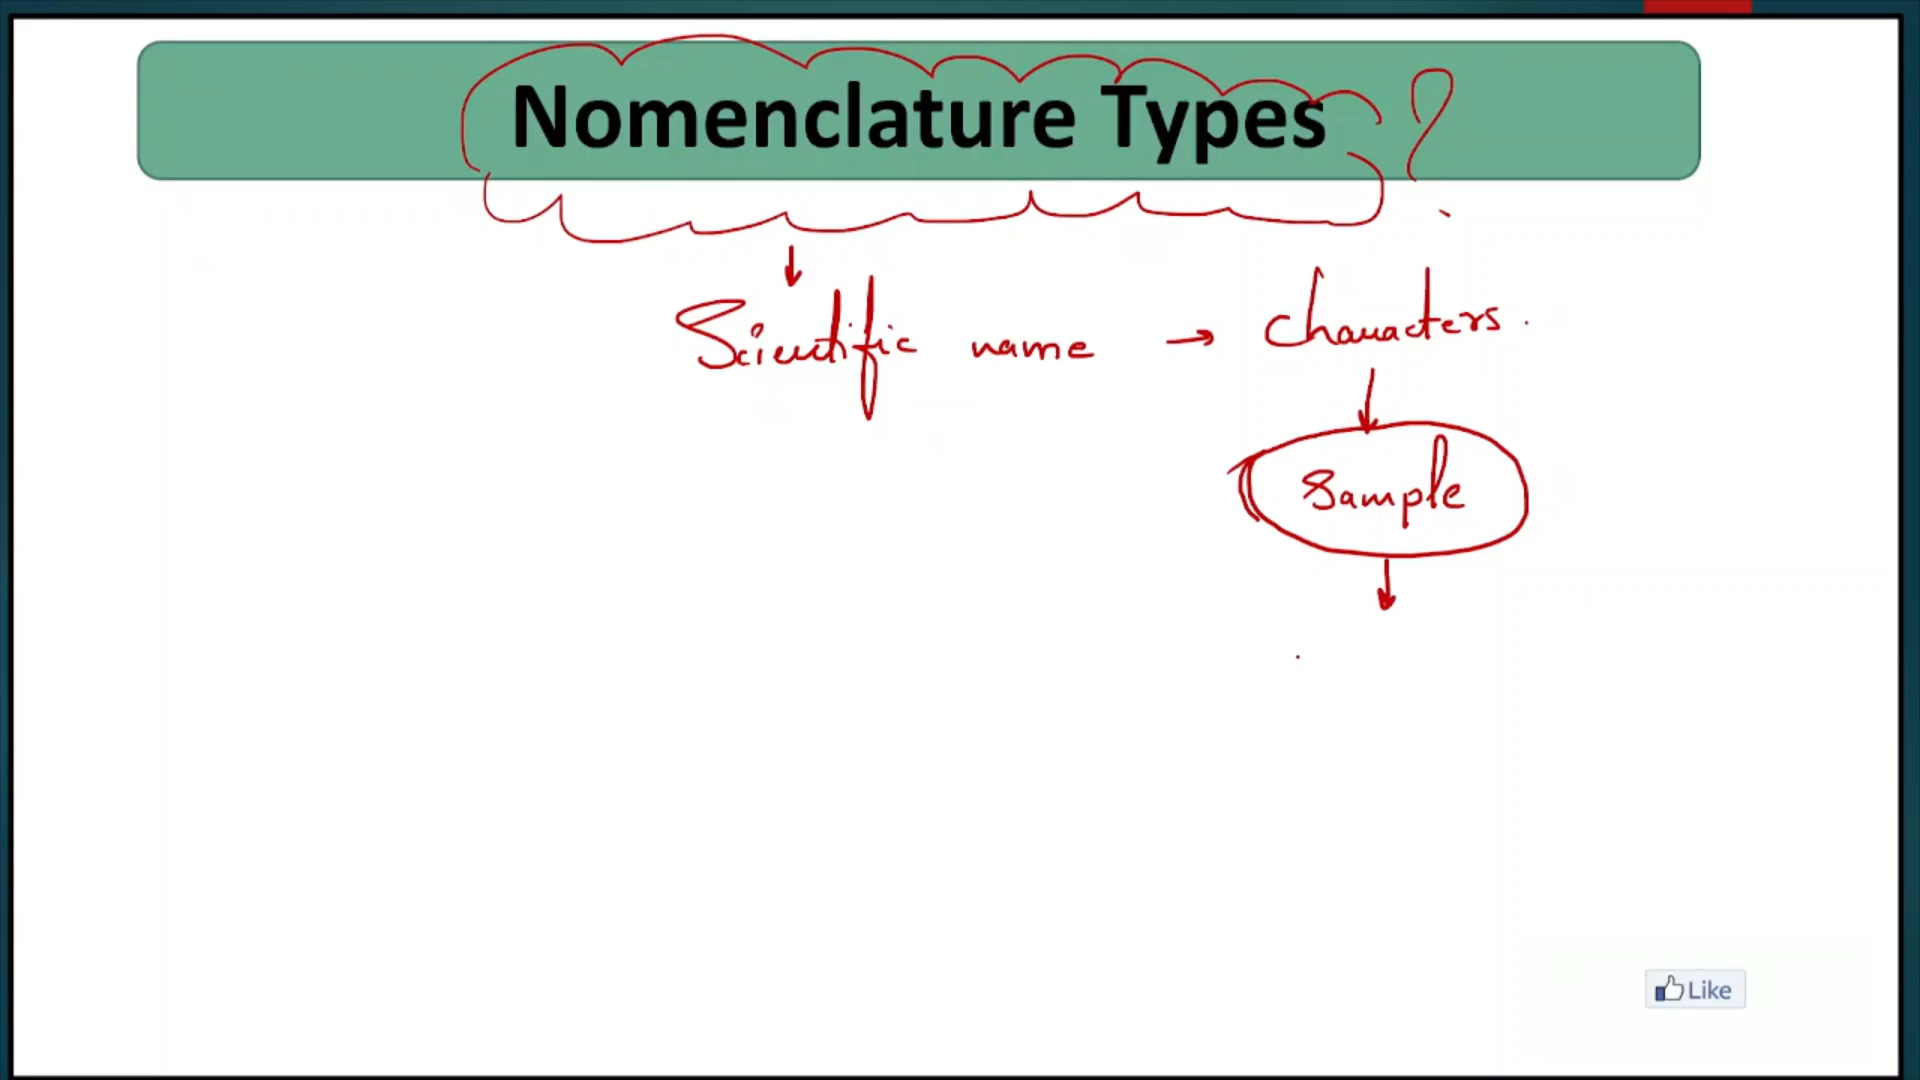 Nomenclature Types ?
Scientific name → characters.
Sample
Like